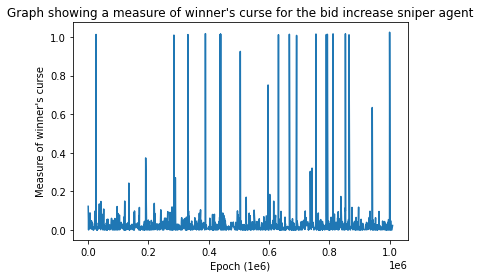 Graph showing a measure of winner's curse for the bid increase sniper agent
1.0
0.8
0.6
0.4
0.2
0.0
Measure of winner's curse
0.0 0.2 0.4 0.6 0.8 1.0
1e6
Epoch (1e6)